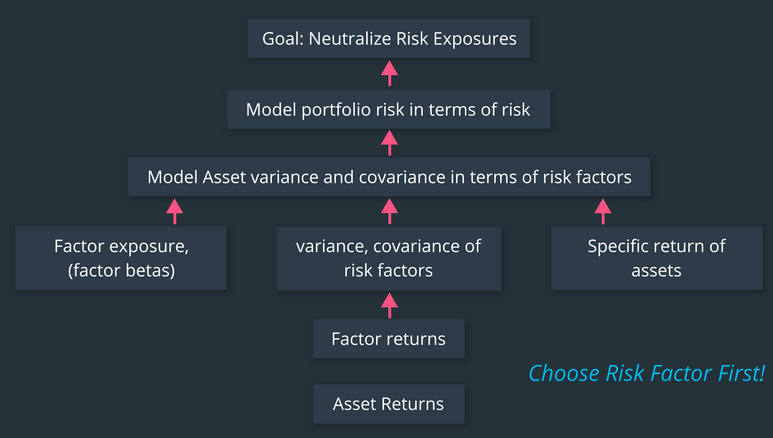 Goal: Neutralize Risk Exposures
Model portfolio risk in terms of risk
Model Asset variance and covariance in terms of risk factors
Factor exposure,
(factor betas)
variance, covariance of
risk factors
Specific return of
assets
Factor returns
Choose Risk Factor First!
Asset Returns